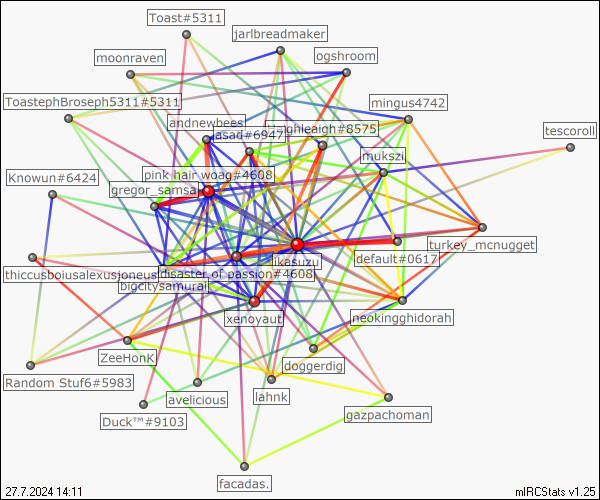 Toast#5311
jarlbreadmaker
moonraven
ogshroom
ToastephBroseph5311#5311
mingus4742
andnewbees
asad#6947
#8575
tescoroll
mukszi
Knowun#6424
pink hair woag#4608
gregor_samsa
turkey_mcnugget
jikesuzu
default#0617
thiccusboiusalexusjoneus
disaster of passion#4608
bigcitysamurai
xenoyaut
neokingghidorah
ZeeHonK
doggerdig
Random Stuf6#5983
avelicious
lahnk
Duck™#9103
gazpachoman
facadas.
27.7.2024 14:11
mIRCStats v1.25